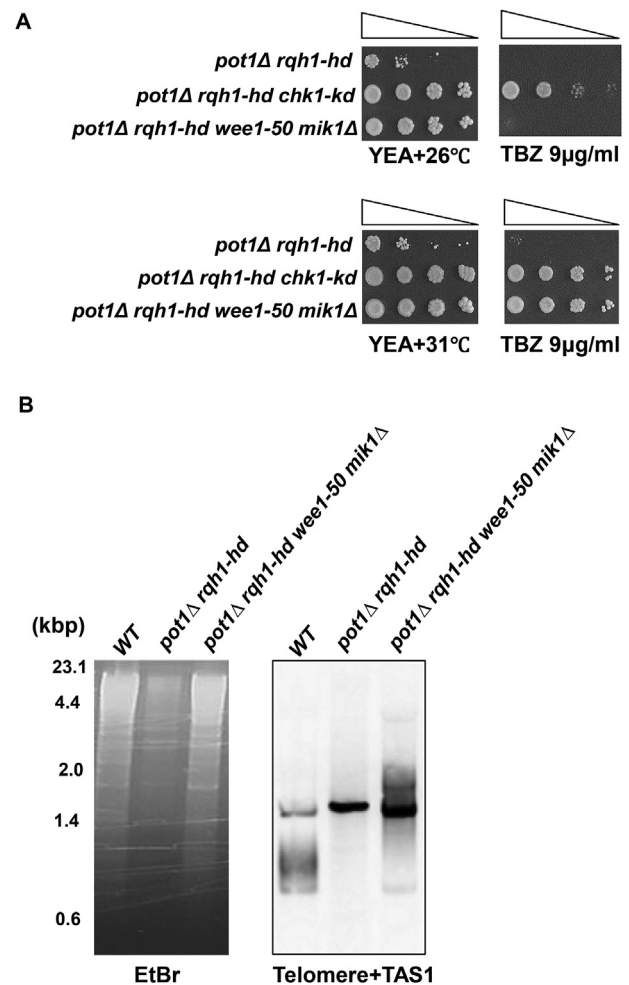 A
pot1Δ rqh1-hd
pot1Δ rqh1-hd chk1-kd
pot1Δ rqh1-hd wee1-50 mik1Δ
YEA+26℃ TBZ 9μg/ml
pot1Δ rqh1-hd
pot1Δ rqh1-hd chk1-kd
pot1Δ rqh1-hd wee1-50 mik1Δ
YEA+31℃ TBZ 9μg/ml
B
(kbp)
WT
pot1Δ rqh1-hd
pot1Δ rqh1-hd wee1-50 mik1Δ
WT
pot1Δ rqh1-hd
pot1Δ rqh1-hd wee1-50 mik1Δ
23.1
4.4
2.0
1.4
0.6
EtBr
Telomere+TAS1